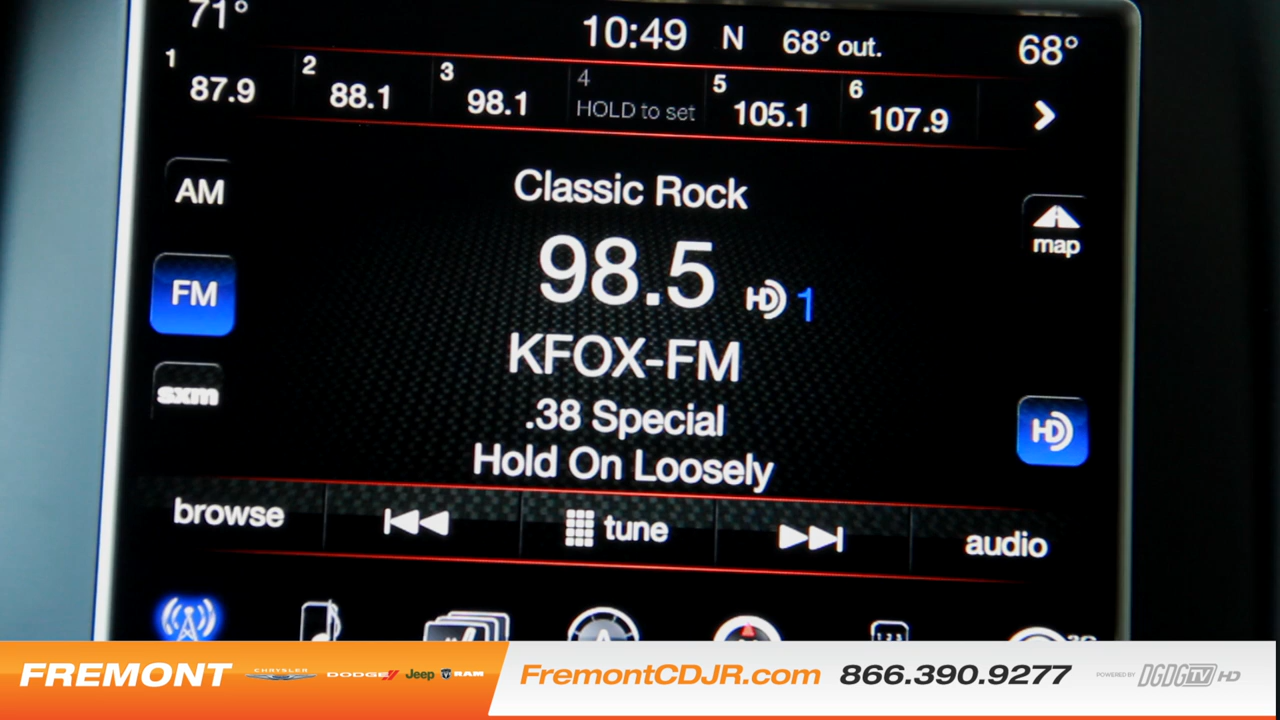 71° 10:49 N 68° out. 68°
1 87.9 2 88.1 3 98.1 4 HOLD to set 5 105.1 6 107.9
AM
Classic Rock
map
FM
98.5 HD 1
KFOX-FM
sxm
.38 Special
HD
Hold On Loosely
browse tune audio
FREMONT CHRYSLER DODGE Jeep RAM FremontCDJR.com 866.390.9277 POWERED BY DGDG TV HD